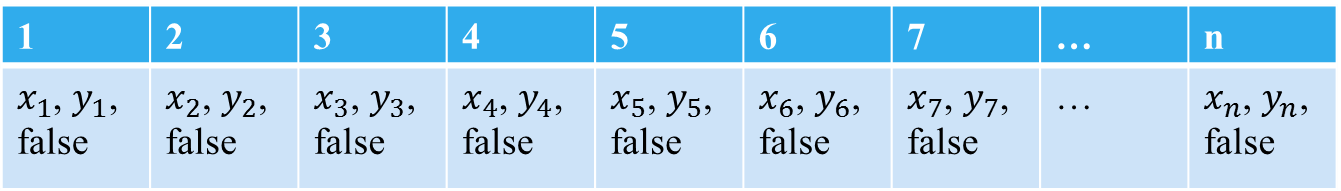 1 2 3 4 5 6 7 … n
x₁, y₁, x₂, y₂, x₃, y₃, x₄, y₄, x₅, y₅, x₆, y₆, x₇, y₇, … xₙ, yₙ,
false false false false false false false false